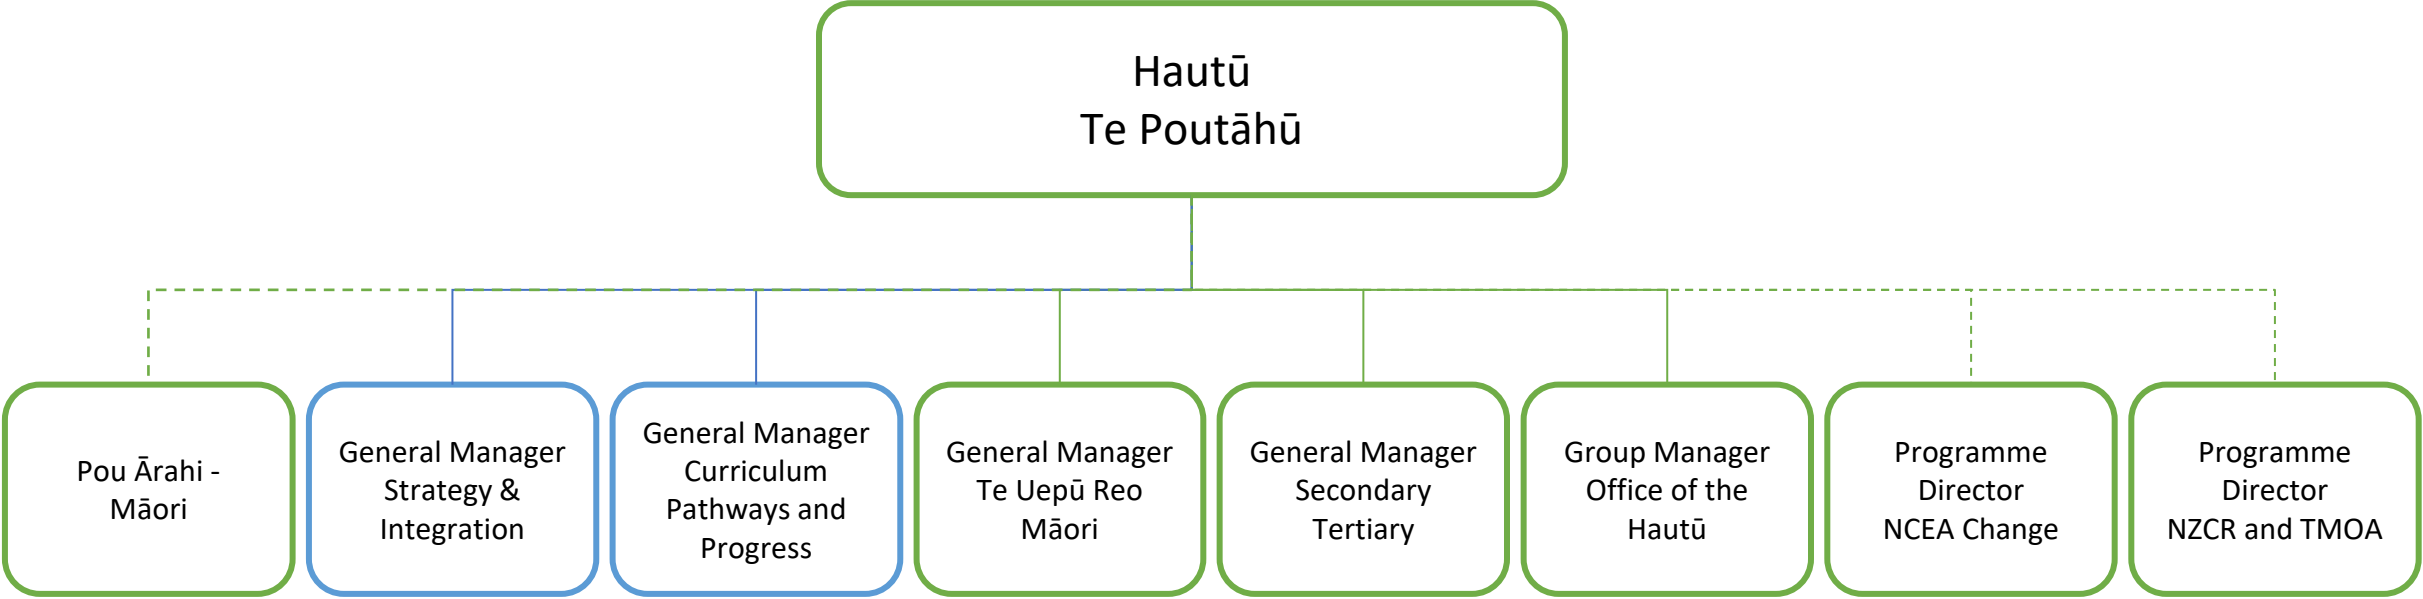 Hautū
Te Poutāhū
Pou Ārahi -
Māori
General Manager
Strategy &
Integration
General Manager
Curriculum
Pathways and
Progress
General Manager
Te Uepū Reo
Māori
General Manager
Secondary
Tertiary
Group Manager
Office of the
Hautū
Programme
Director
NCEA Change
Programme
Director
NZCR and TMOA